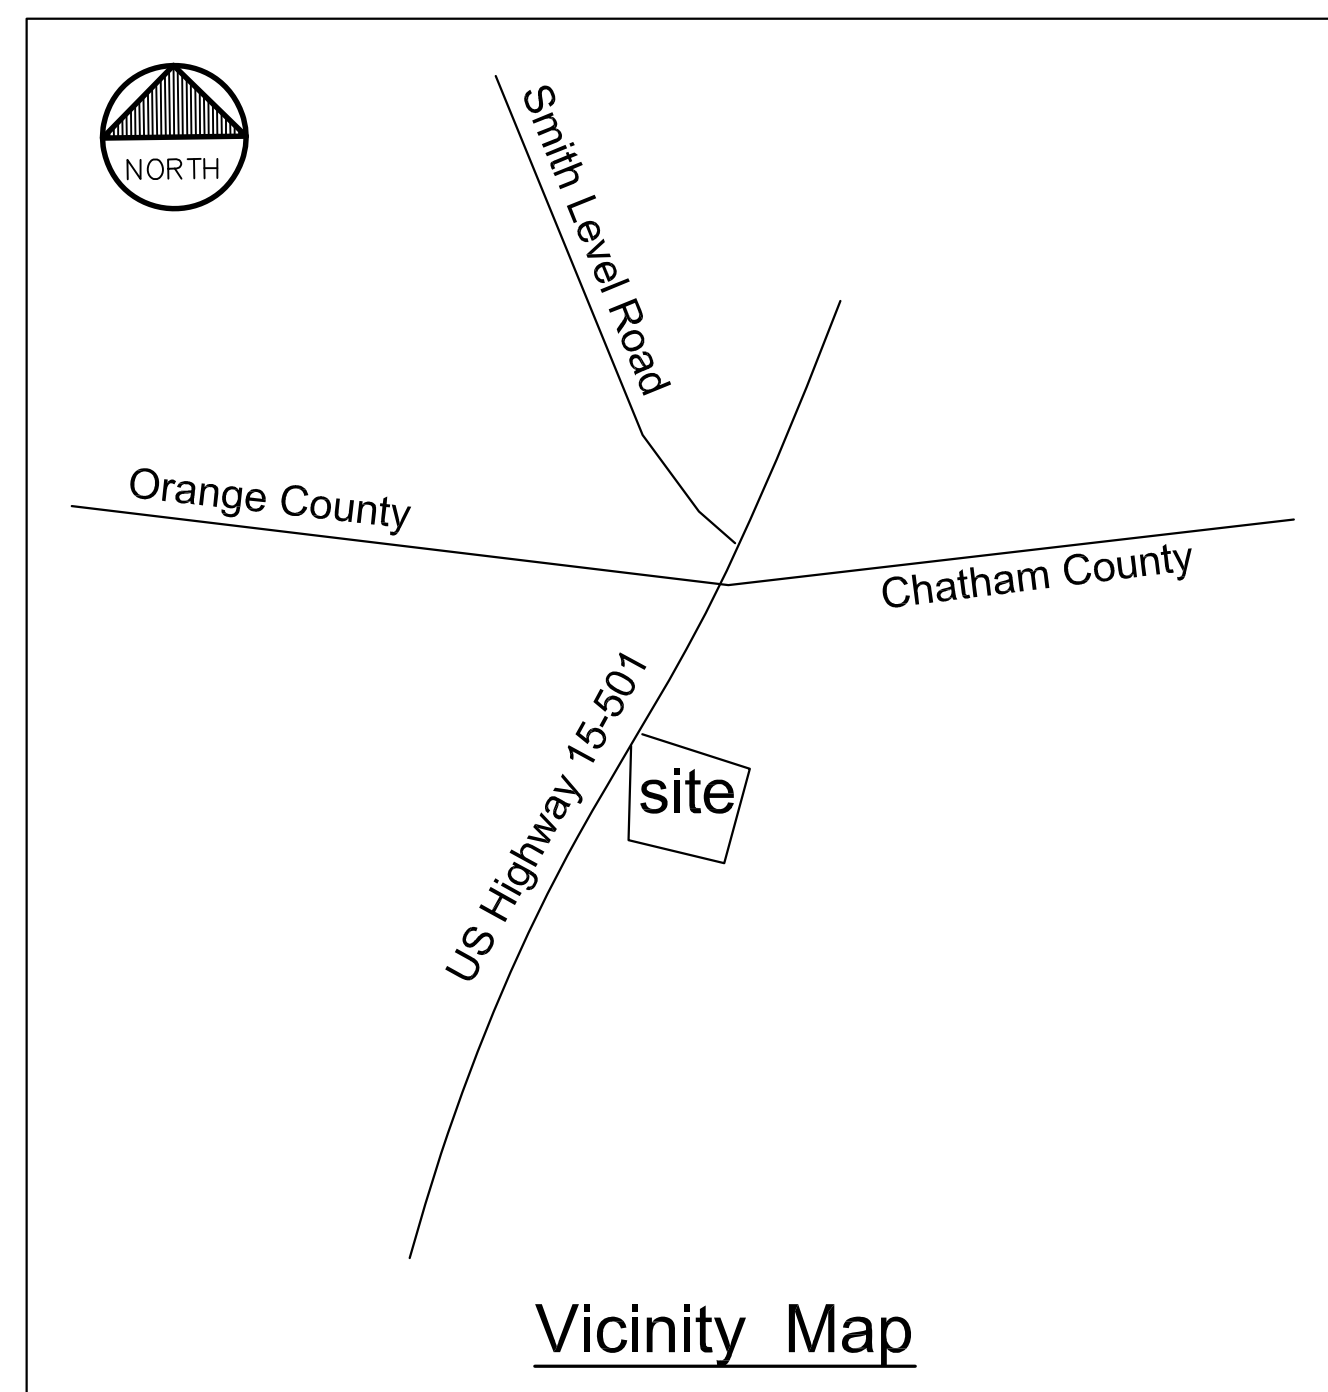 NORTH
Smith Level Road
Orange County
Chatham County
US Highway 15-501
site
Vicinity Map